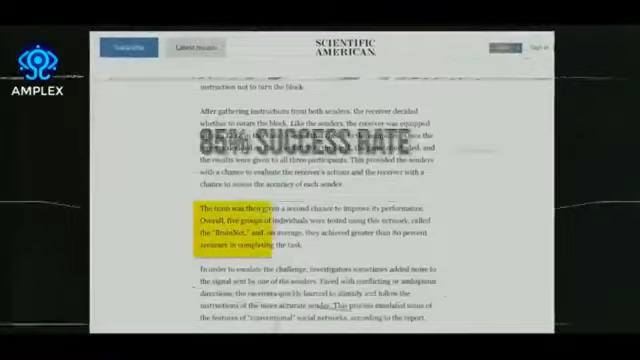 Subscribe
Latest Issues
SCIENTIFIC
AMERICAN.
Sign in
AMPLEX
instruction not to turn the block.
After gathering instructions from both senders, the receiver decided
whether to rotate the block. Like the senders, the receiver was equipped
85% SUCCESS RATE
the results were given to all three participants. This provided the senders
with a chance to evaluate the receiver's actions and the receiver with a
chance to assess the accuracy of each sender.
The team was then given a second chance to improve its performance.
Overall, five groups of individuals were tested using this network, called
the "BrainNet," and, on average, they achieved greater than 80 percent
accuracy in completing the task.
In order to escalate the challenge, investigators sometimes added noise to
the signal sent by one of the senders. Faced with conflicting or ambiguous
directions, the receivers quickly learned to identify and follow the
instructions of the more accurate sender. This process emulated some of
the features of "conventional" social networks, according to the report.